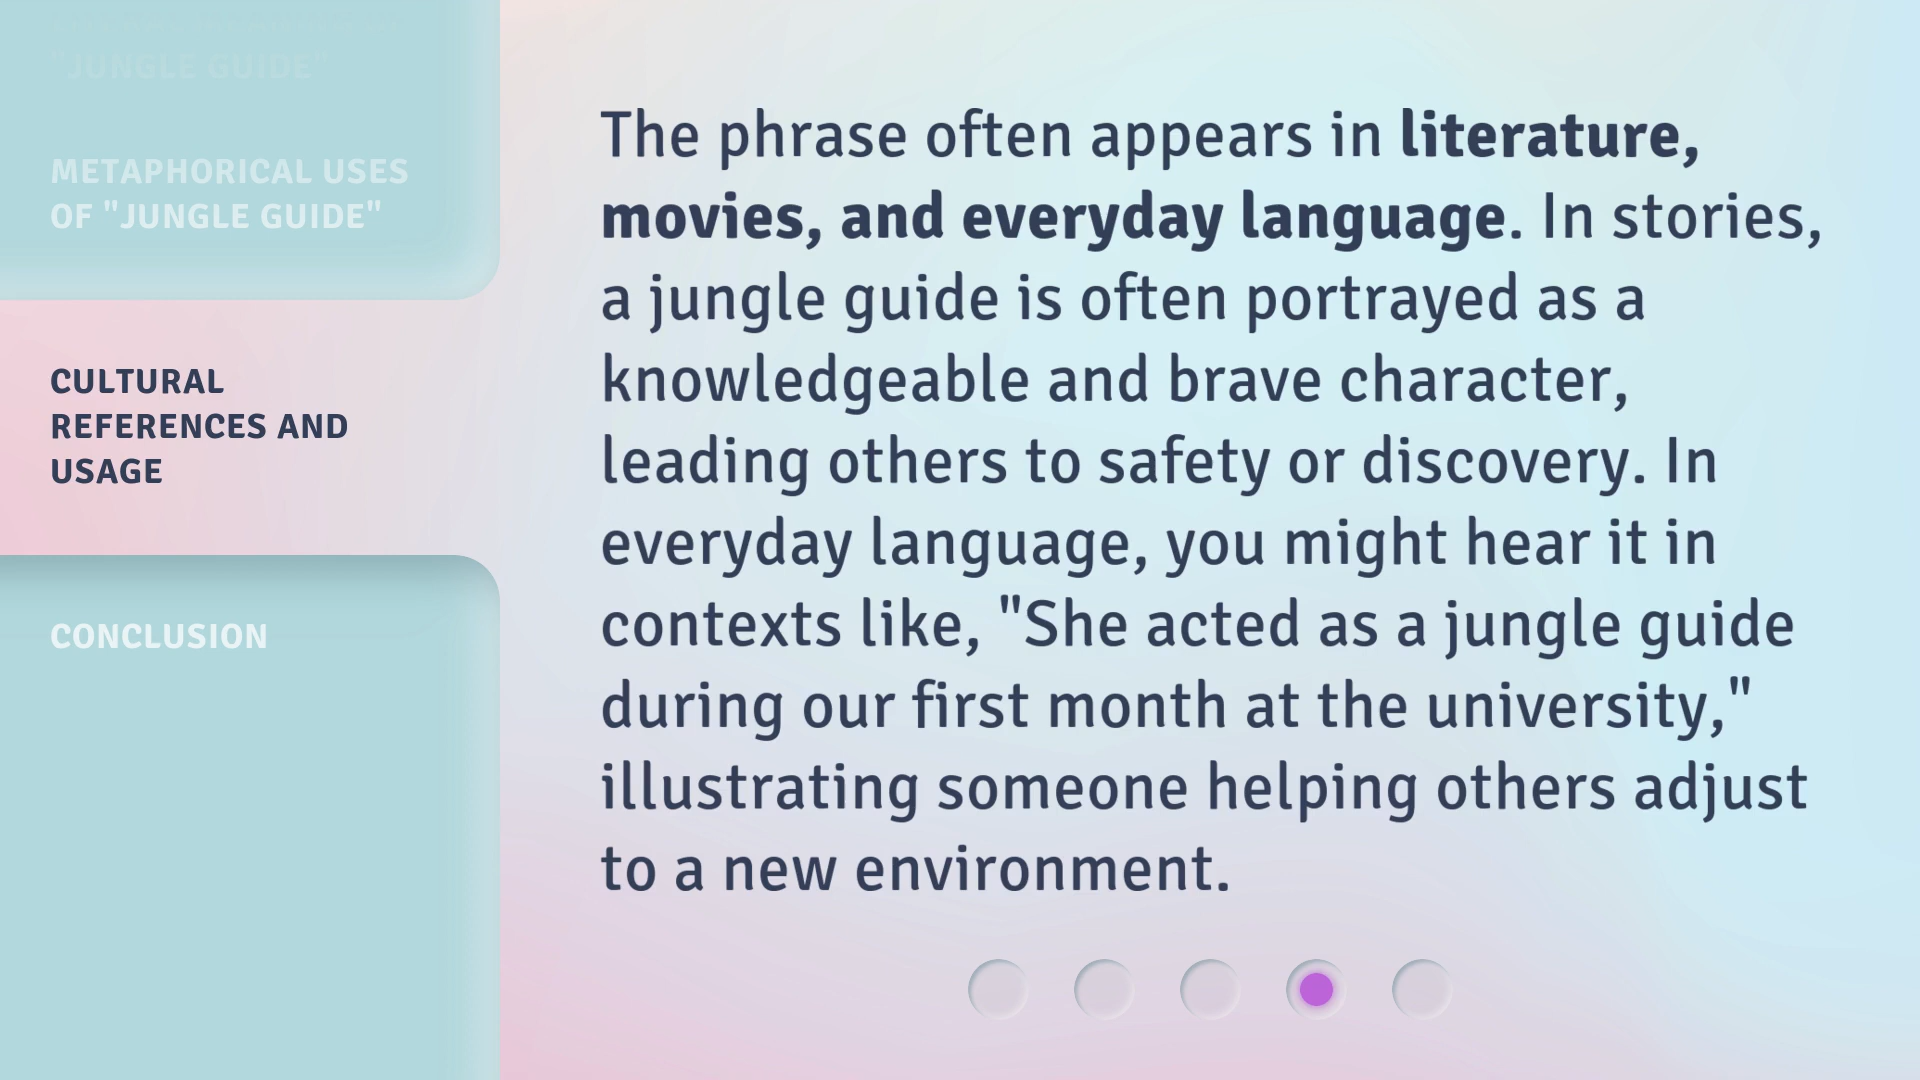 "JUNGLE GUIDE"
METAPHORICAL USES
OF "JUNGLE GUIDE"
CULTURAL
REFERENCES AND
USAGE
CONCLUSION
The phrase often appears in literature,
movies, and everyday language. In stories,
a jungle guide is often portrayed as a
knowledgeable and brave character,
leading others to safety or discovery. In
everyday language, you might hear it in
contexts like, "She acted as a jungle guide
during our first month at the university,"
illustrating someone helping others adjust
to a new environment.